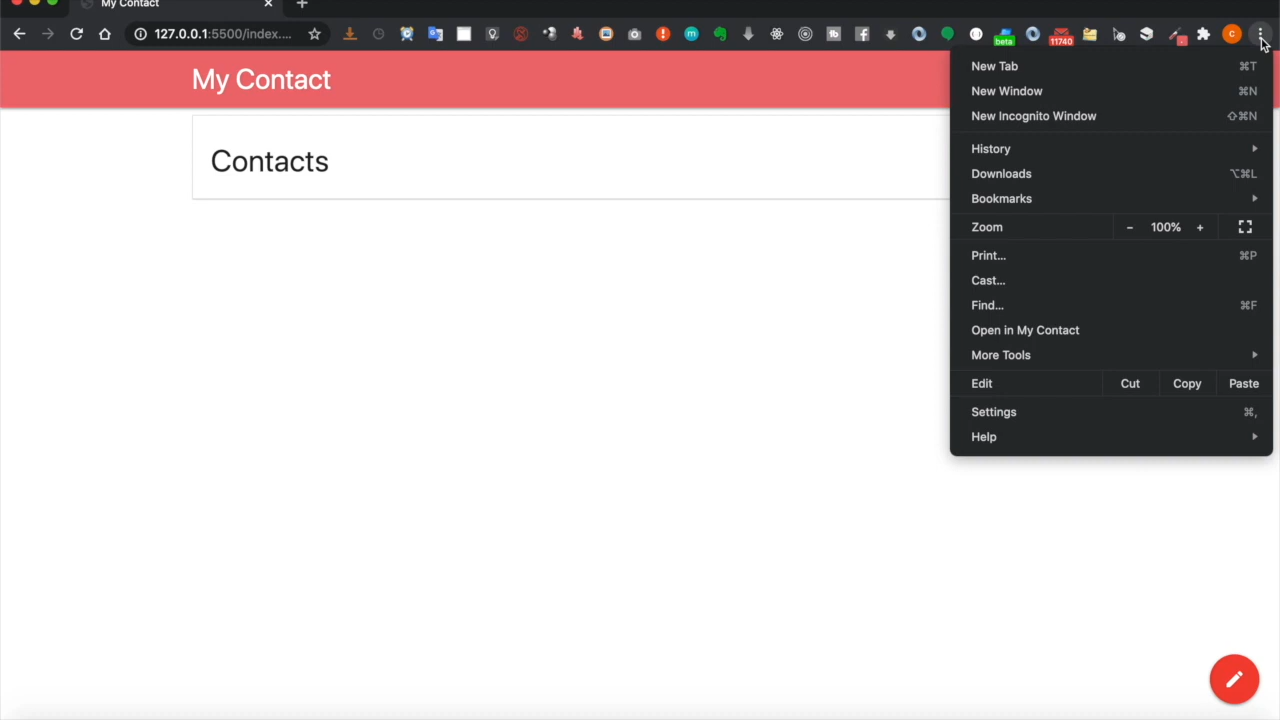 My Contact
127.0.0.1:5500/index....
beta
11740
C
My Contact
Contacts
New Tab ⌘T
New Window ⌘N
New Incognito Window ⇧⌘N
History
Downloads ⌥⌘L
Bookmarks
Zoom - 100% +
Print... ⌘P
Cast...
Find... ⌘F
Open in My Contact
More Tools
Edit Cut Copy Paste
Settings ⌘,
Help